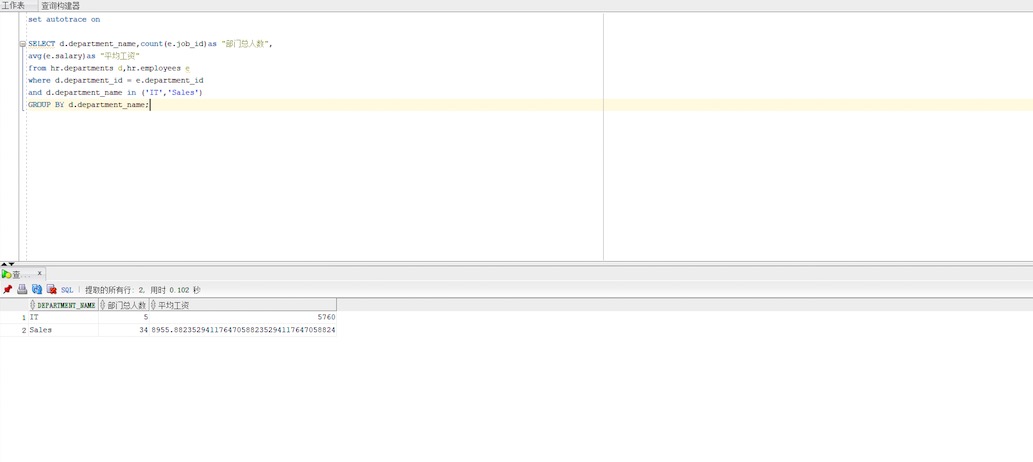 工作表 查询构建器
set autotrace on
SELECT d.department_name,count(e.job_id)as "部门总人数",
avg(e.salary)as "平均工资"
from hr.departments d,hr.employees e
where d.department_id = e.department_id
and d.department_name in ('IT','Sales')
GROUP BY d.department_name;
查... x
SQL | 提取的所有行: 2, 用时 0.102 秒
DEPARTMENT_NAME 部门总人数 平均工资
1 IT 5 5760
2 Sales 34 8955.88235294117647058823529411764705882​4